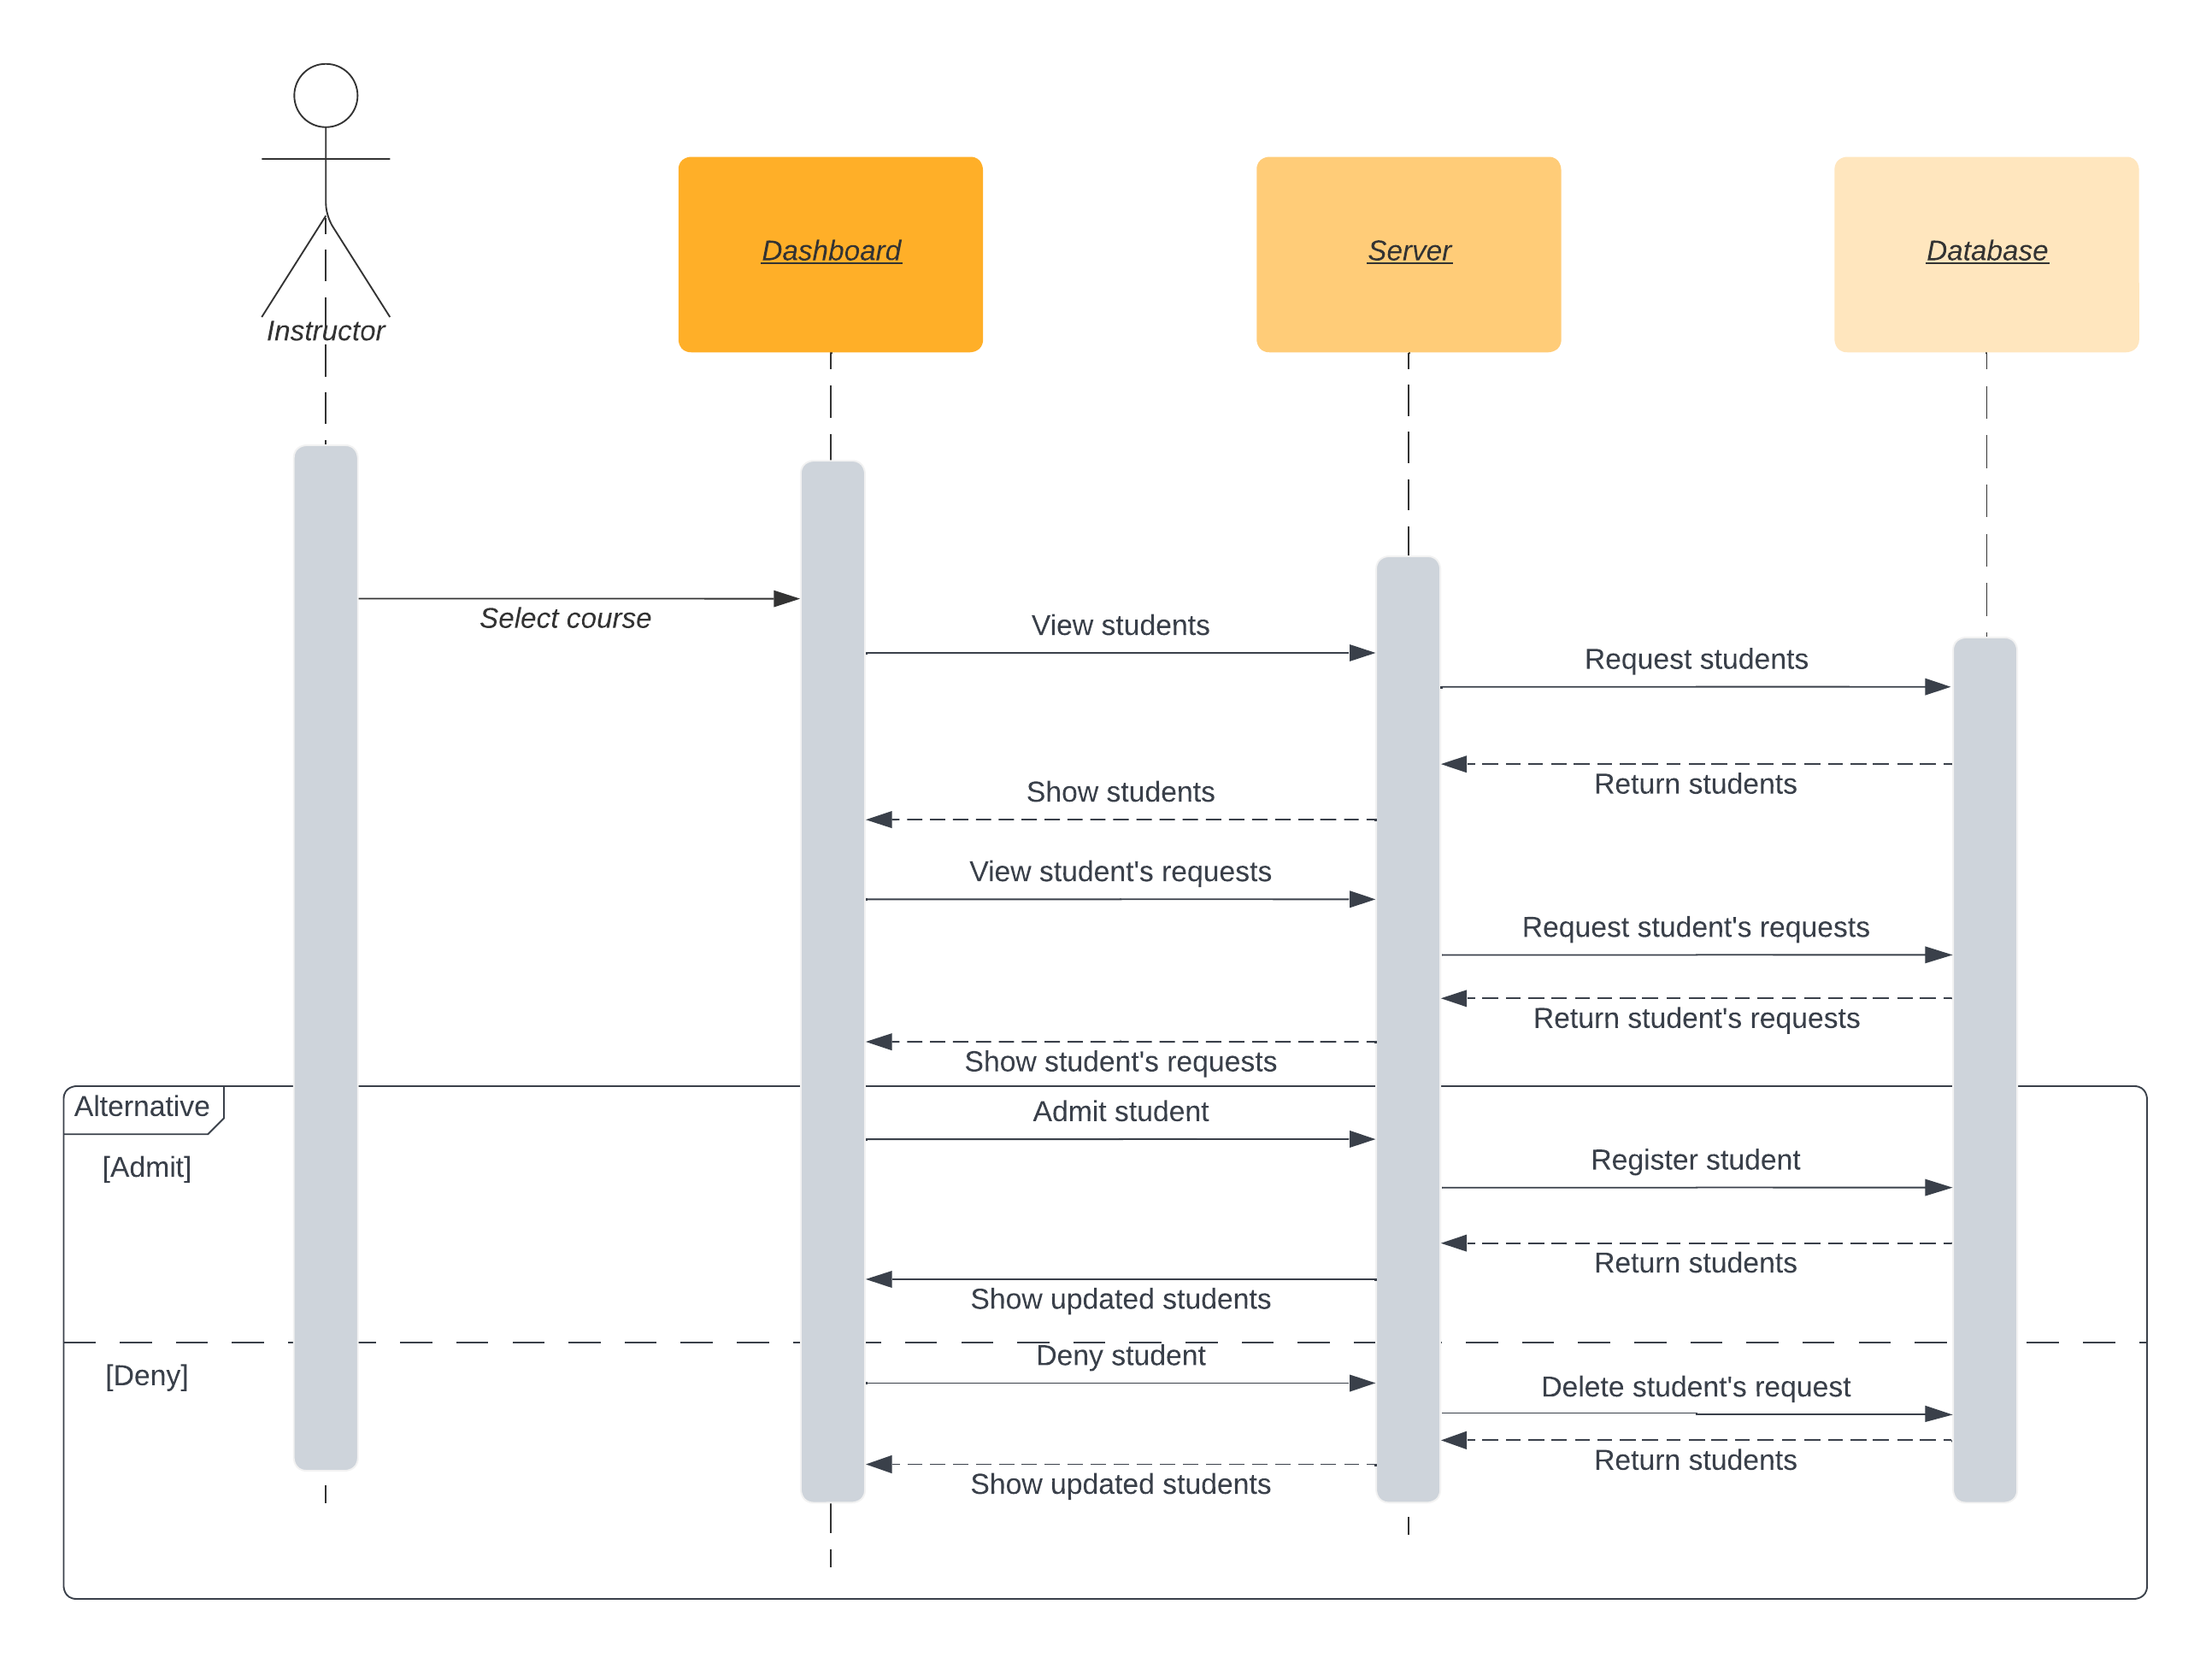 Instructor
Dashboard
Server
Database
Select course
View students
Request students
Return students
Show students
View student's requests
Request student's requests
Return student's requests
Show student's requests
Alternative
[Admit]
Admit student
Register student
Return students
Show updated students
[Deny]
Deny student
Delete student's request
Return students
Show updated students